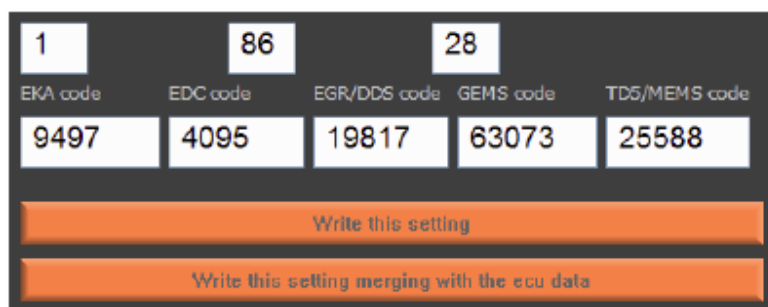 1 86 28
EKA code EDC code EGR/DDS code GEMS code TD5/MEMS code
9497 4095 19817 63073 25588
Write this setting
Write this setting merging with the ecu data